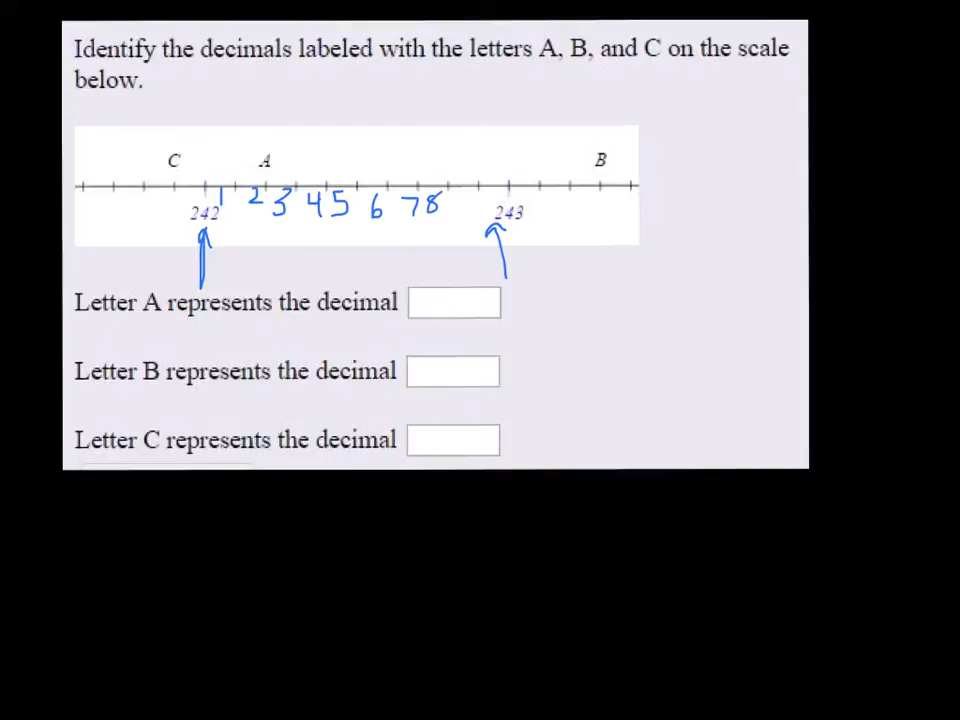 Identify the decimals labeled with the letters A, B, and C on the scale
below.
C A B
1 2 3 4 5 6 7 8
242 243
Letter A represents the decimal
Letter B represents the decimal
Letter C represents the decimal